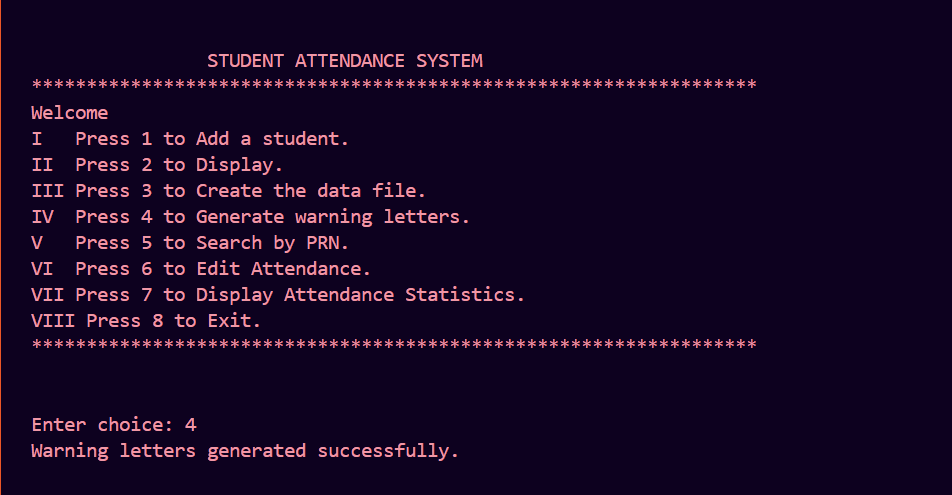 STUDENT ATTENDANCE SYSTEM
******************************************************************
Welcome
I   Press 1 to Add a student.
II  Press 2 to Display.
III Press 3 to Create the data file.
IV  Press 4 to Generate warning letters.
V   Press 5 to Search by PRN.
VI  Press 6 to Edit Attendance.
VII Press 7 to Display Attendance Statistics.
VIII Press 8 to Exit.
******************************************************************
Enter choice: 4
Warning letters generated successfully.